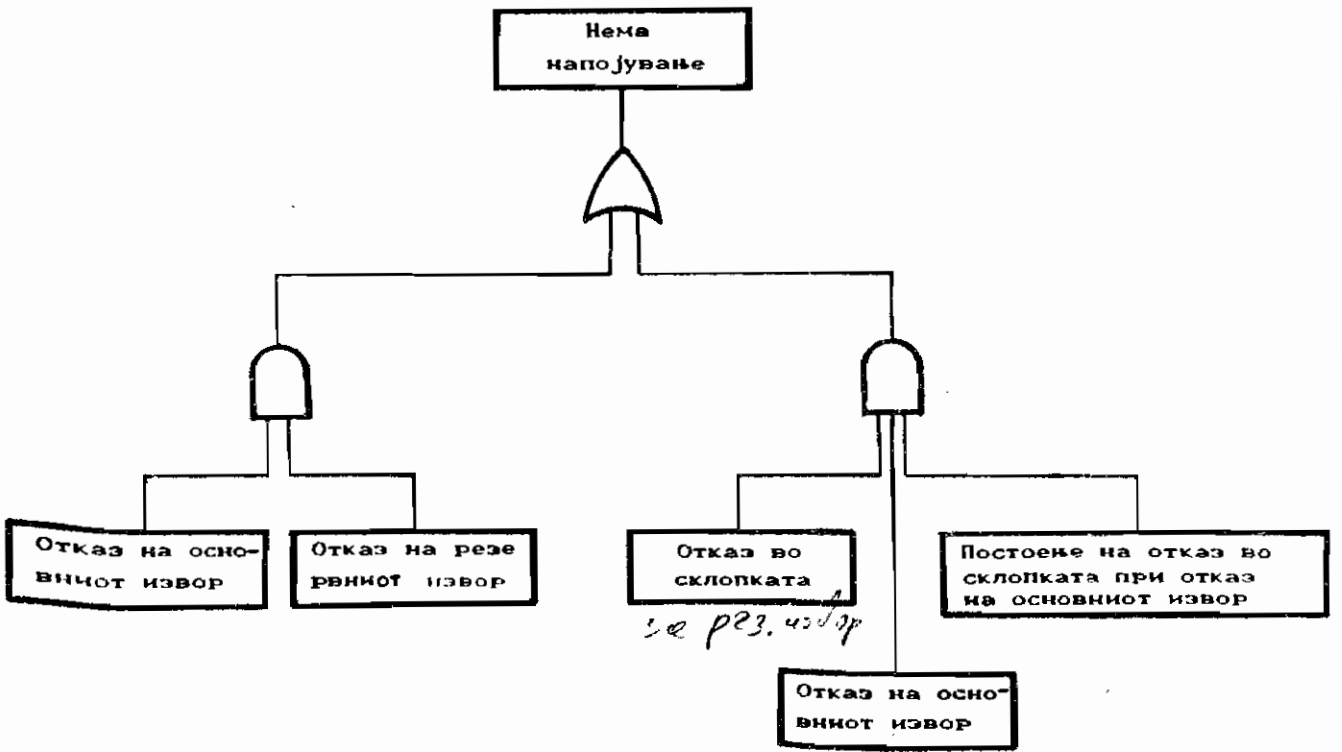 Нема
напојување
Отказ на осно-
вниот извор
Отказ на резе
рвниот извор
Отказ во
склопката
за рез. извор
Постоење на отказ во
склопката при отказ
на основниот извор
Отказ на осно-
вниот извор